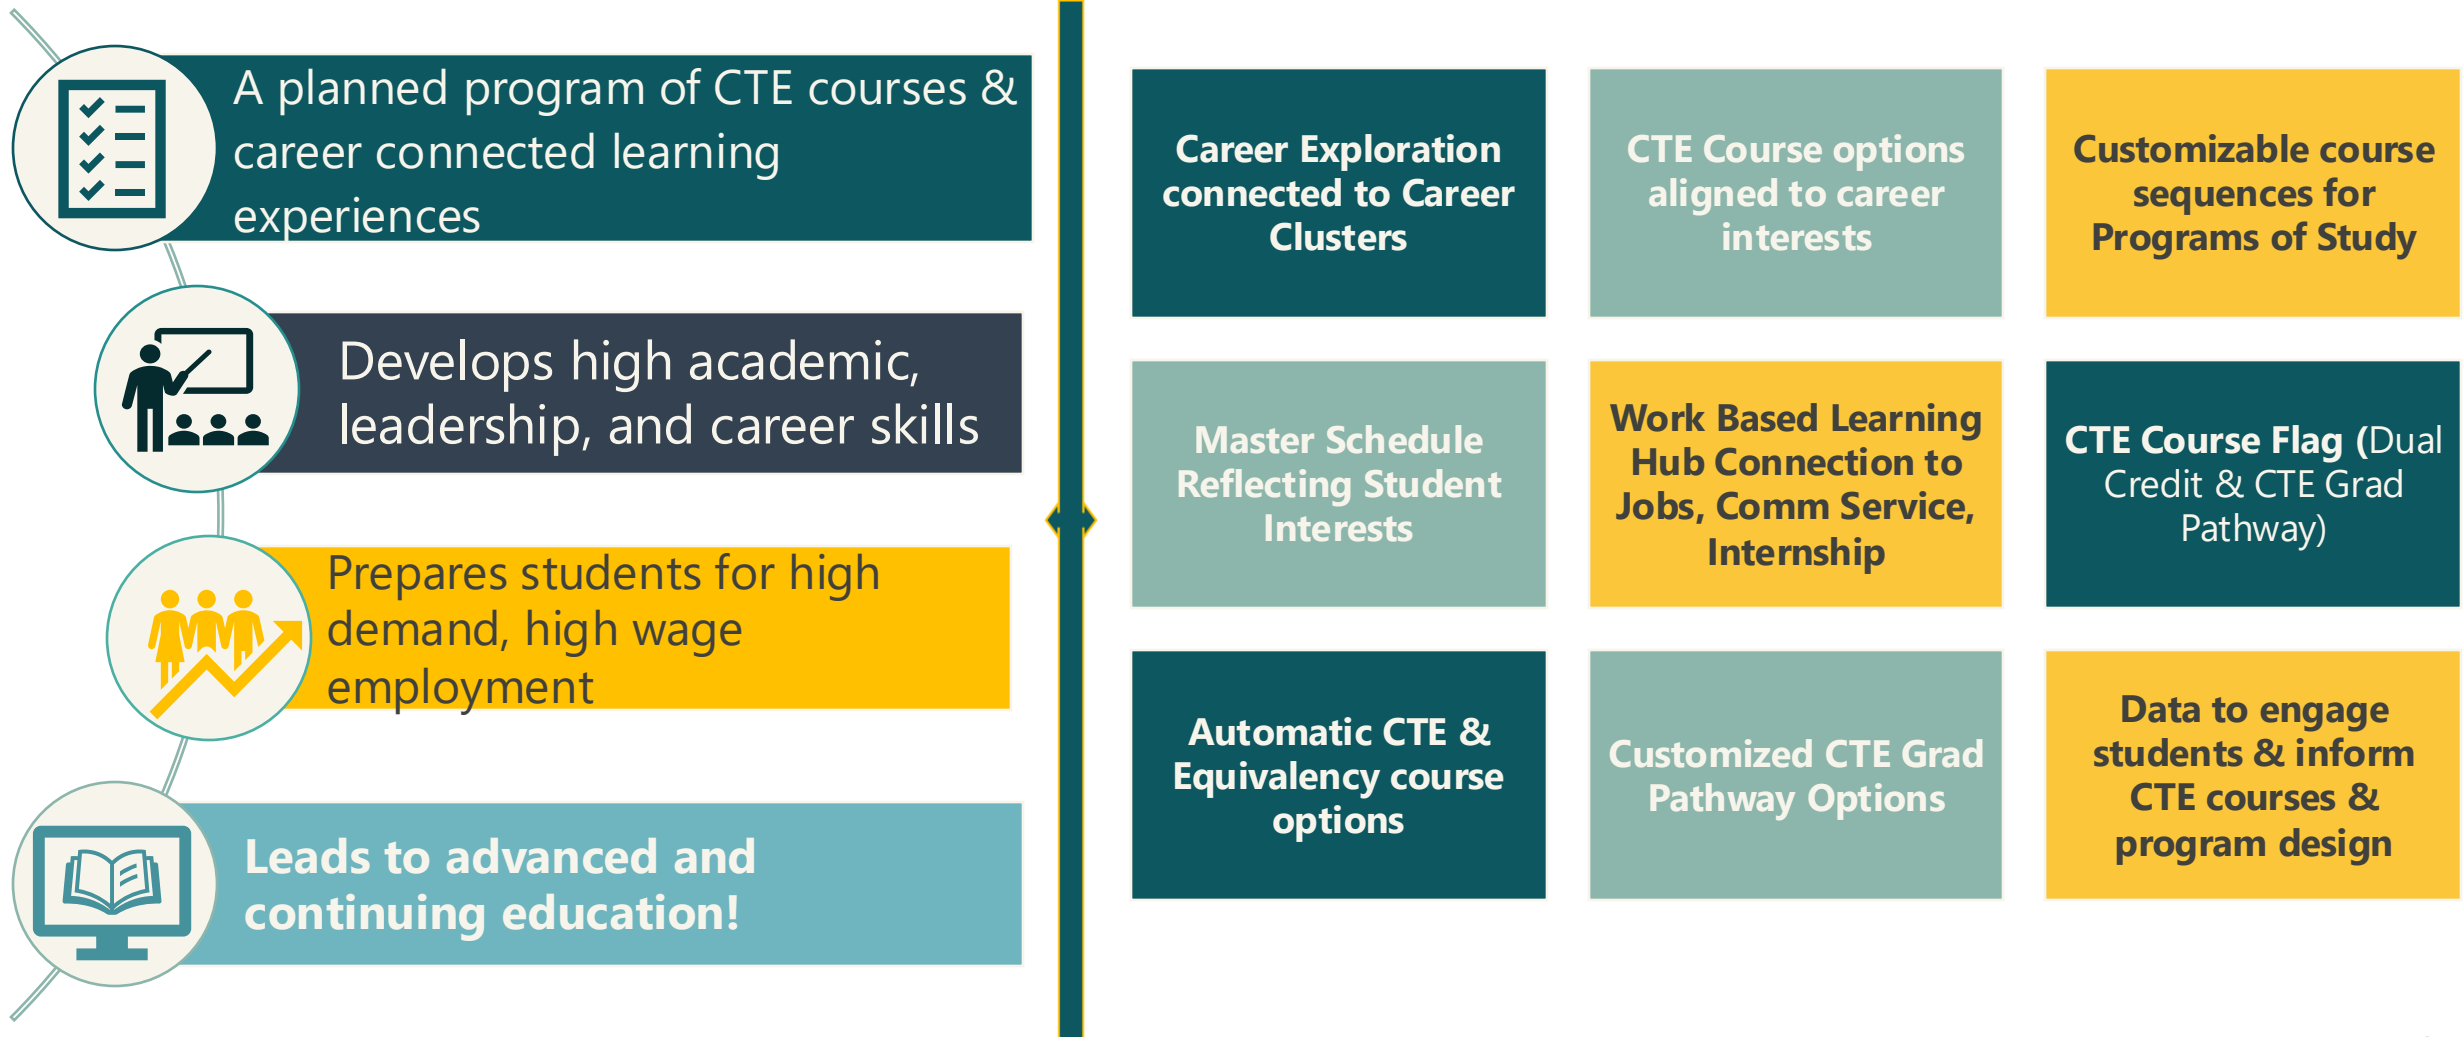 A planned program of CTE courses &
career connected learning
experiences
Develops high academic,
leadership, and career skills
Prepares students for high
demand, high wage
employment
Leads to advanced and
continuing education!
Career Exploration
connected to Career
Clusters
CTE Course options
aligned to career
interests
Customizable course
sequences for
Programs of Study
Master Schedule
Reflecting Student
Interests
Work Based Learning
Hub Connection to
Jobs, Comm Service,
Internship
CTE Course Flag (Dual
Credit & CTE Grad
Pathway)
Automatic CTE &
Equivalency course
options
Customized CTE Grad
Pathway Options
Data to engage
students & inform
CTE courses &
program design